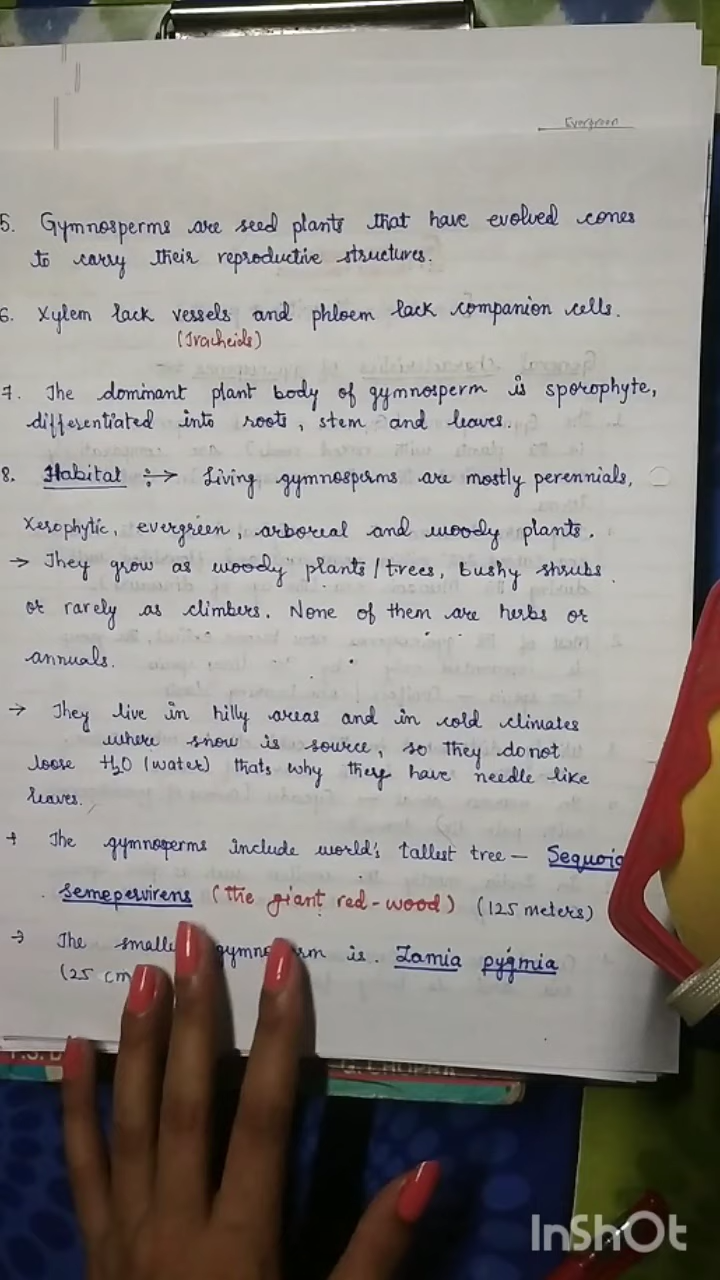 Evergreen
5. Gymnosperms are seed plants that have evolved cones
to carry their reproductive structures.
6. Xylem lack vessels and phloem lack companion cells.
(Tracheids)
7. The dominant plant body of gymnosperm is sporophyte,
differentiated into roots, stem and leaves.
8. Habitat ÷→ Living gymnosperms are mostly perennials,
Xerophytic, evergreen, arboreal and woody plants.
→ They grow as woody plants/trees, bushy shrubs
or rarely as climbers. None of them are herbs or
annuals.
→ They live in hilly areas and in cold climates
where snow is source, so they donot
loose H2O (water) thats why they have needle like
leaves.
→ The gymnosperms include world's tallest tree – Sequoia
semepervirens (the giant red-wood) (125 meters)
→ The smalle gymno rm is. Zamia pygmia
(25 cm
InShOt